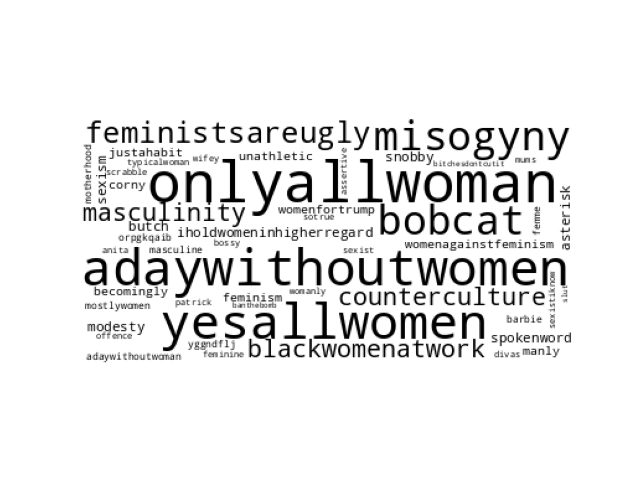 feministsareugly misogyny
motherhood sexism justahabit typicalwoman wifey unathletic assertive snobby bitchesdontcutit mums
scrabble corny onlyallwoman
masculinity womenfortrump sotrue bobcat femme asterisk
butch iholdwomeninhigherregard
orpgkqaib bossy womenagainstfeminism
anita masculine sexist
adaywithoutwomen
becomingly womanly counterculture sexistiknow slut
mostlywomen patrick feminism bantheboeb
modesty yesallwomen barbie
offence spokenword
yggndflj blackwomenatwork
adaywithoutwoman feminine divas manly